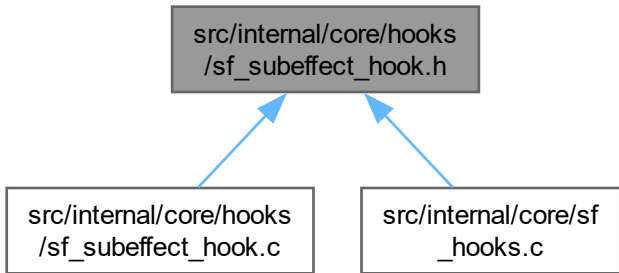 src/internal/core/hooks
/sf_subeffect_hook.h
src/internal/core/hooks
/sf_subeffect_hook.c
src/internal/core/sf
_hooks.c